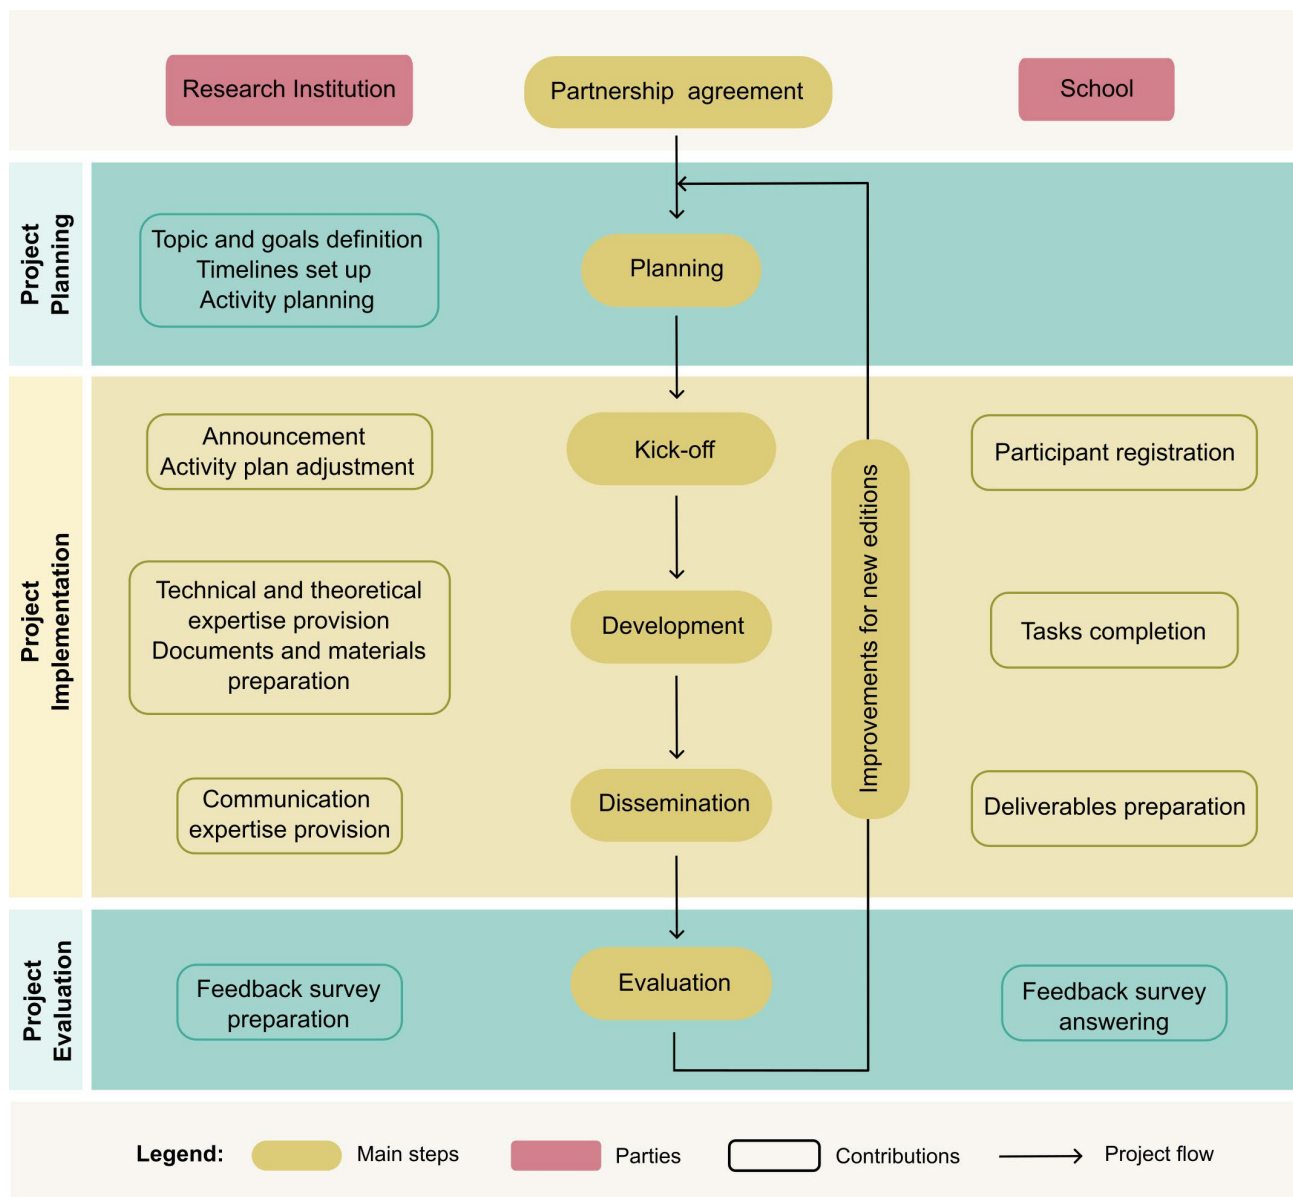 Research Institution
Partnership agreement
School
Project
Planning
Topic and goals definition
Timelines set up
Activity planning
Planning
Project
Implementation
Announcement
Activity plan adjustment
Kick-off
Participant registration
Improvements for new editions
Technical and theoretical
expertise provision
Documents and materials
preparation
Development
Tasks completion
Communication
expertise provision
Dissemination
Deliverables preparation
Project
Evaluation
Feedback survey
preparation
Evaluation
Feedback survey
answering
Legend:
Main steps
Parties
Contributions
Project flow